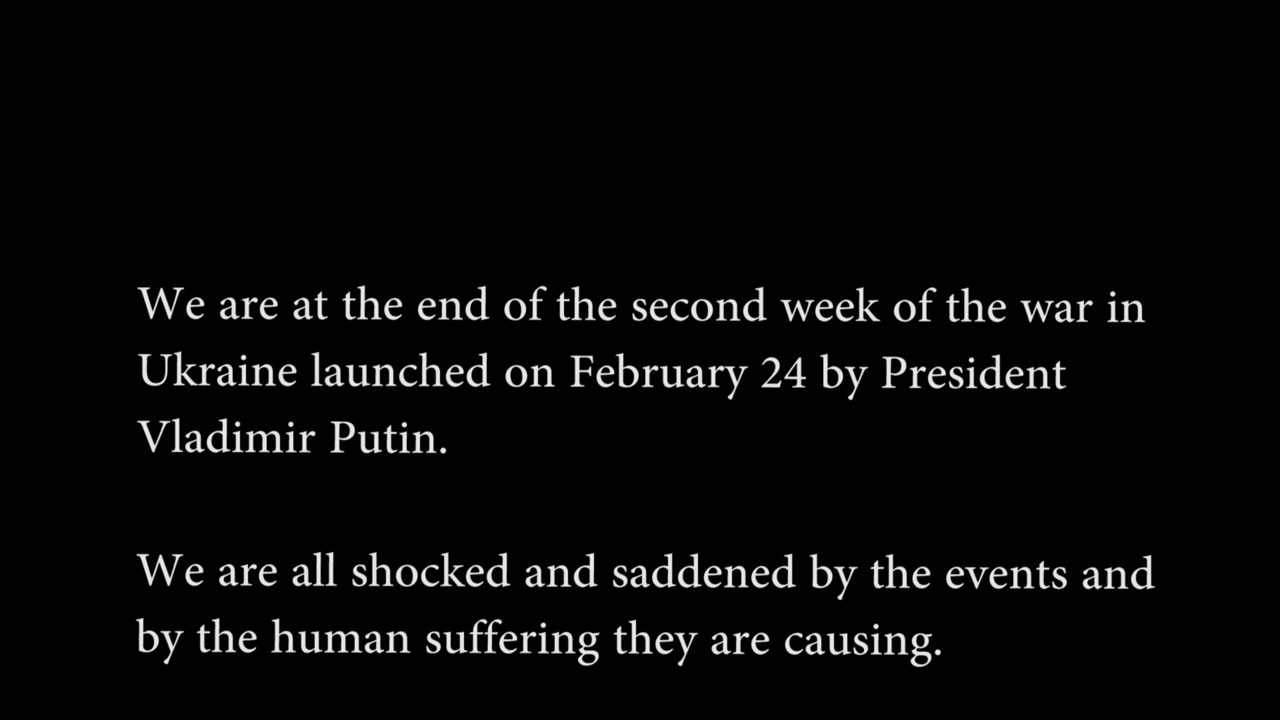 We are at the end of the second week of the war in
Ukraine launched on February 24 by President
Vladimir Putin.
We are all shocked and saddened by the events and
by the human suffering they are causing.